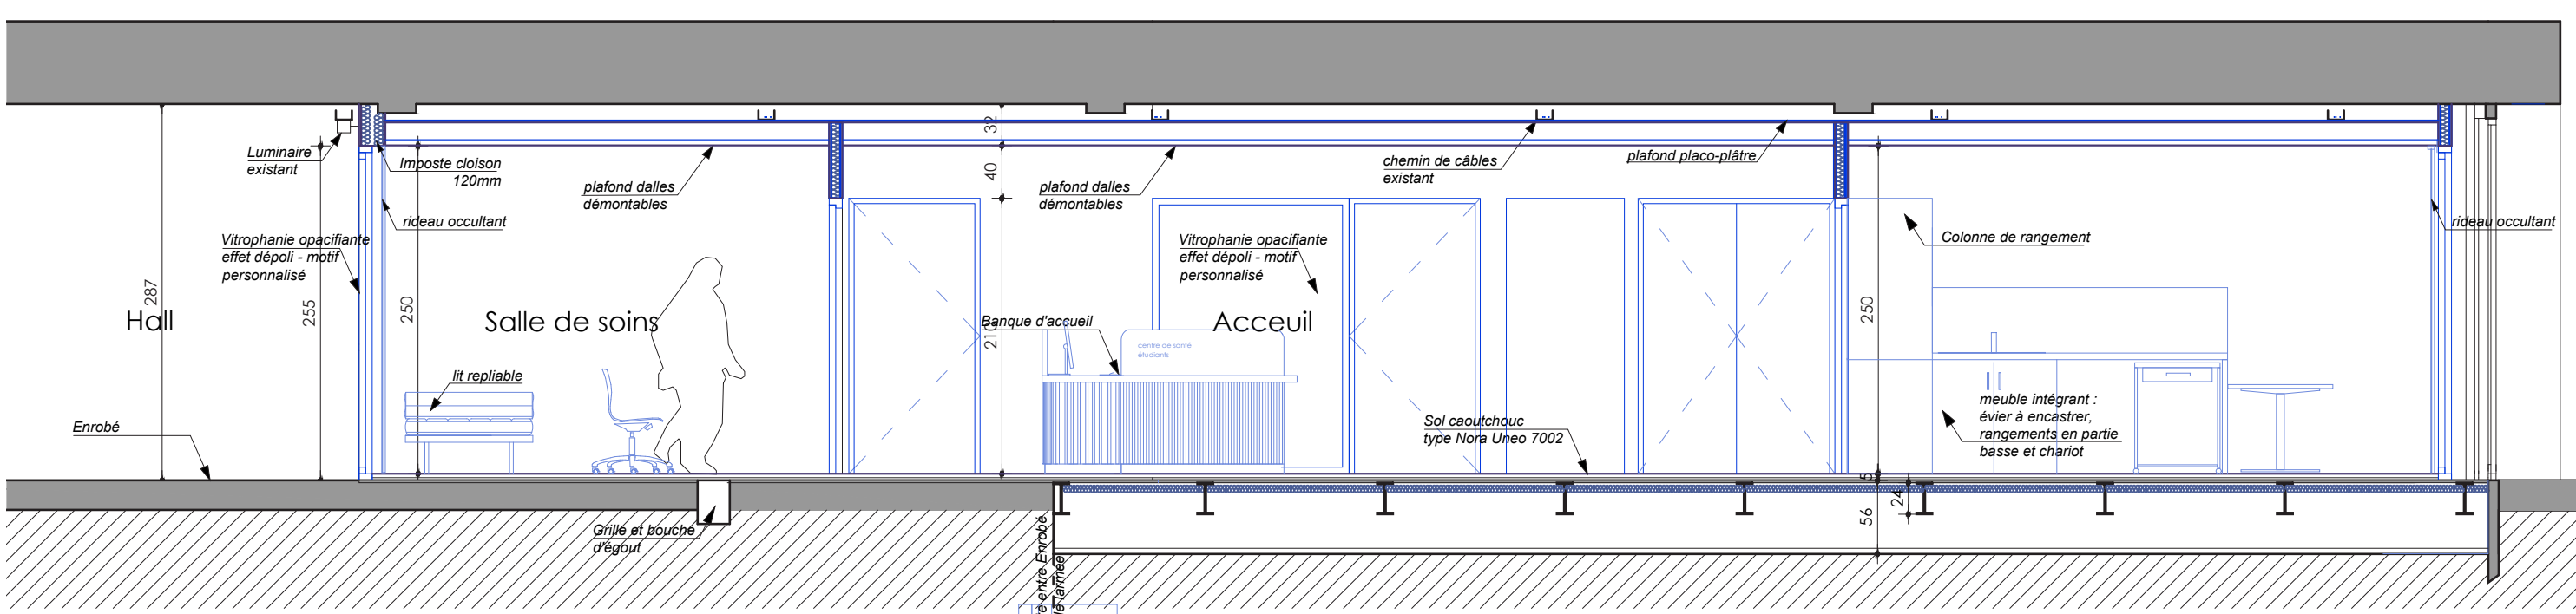 Luminaire
existant
Imposte cloison
120mm
rideau occultant
Vitrophanie opacifiante
effet dépoli - motif
personnalisé
287
255
250
Hall
Enrobé
plafond dalles
démontables
Salle de soins
lit repliable
Grille et bouche
d'égout
32
40
210
plafond dalles
démontables
Vitrophanie opacifiante
effet dépoli - motif
personnalisé
Banque d'accueil
Acceuil
centre de santé
étudiants
chemin de câbles
existant
plafond placo-plâtre
Sol caoutchouc
type Nora Uneo 7002
250
5
24
56
Colonne de rangement
meuble intégrant :
évier à encastrer,
rangements en partie
basse et chariot
rideau occultant
entre Enrobé